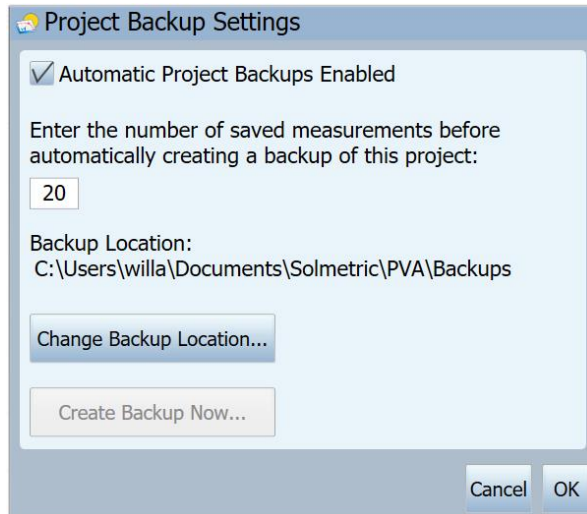 Project Backup Settings
Automatic Project Backups Enabled
Enter the number of saved measurements before
automatically creating a backup of this project:
20
Backup Location:
C:\Users\willa\Documents\Solmetric\PVA\Backups
Change Backup Location...
Create Backup Now...
Cancel OK